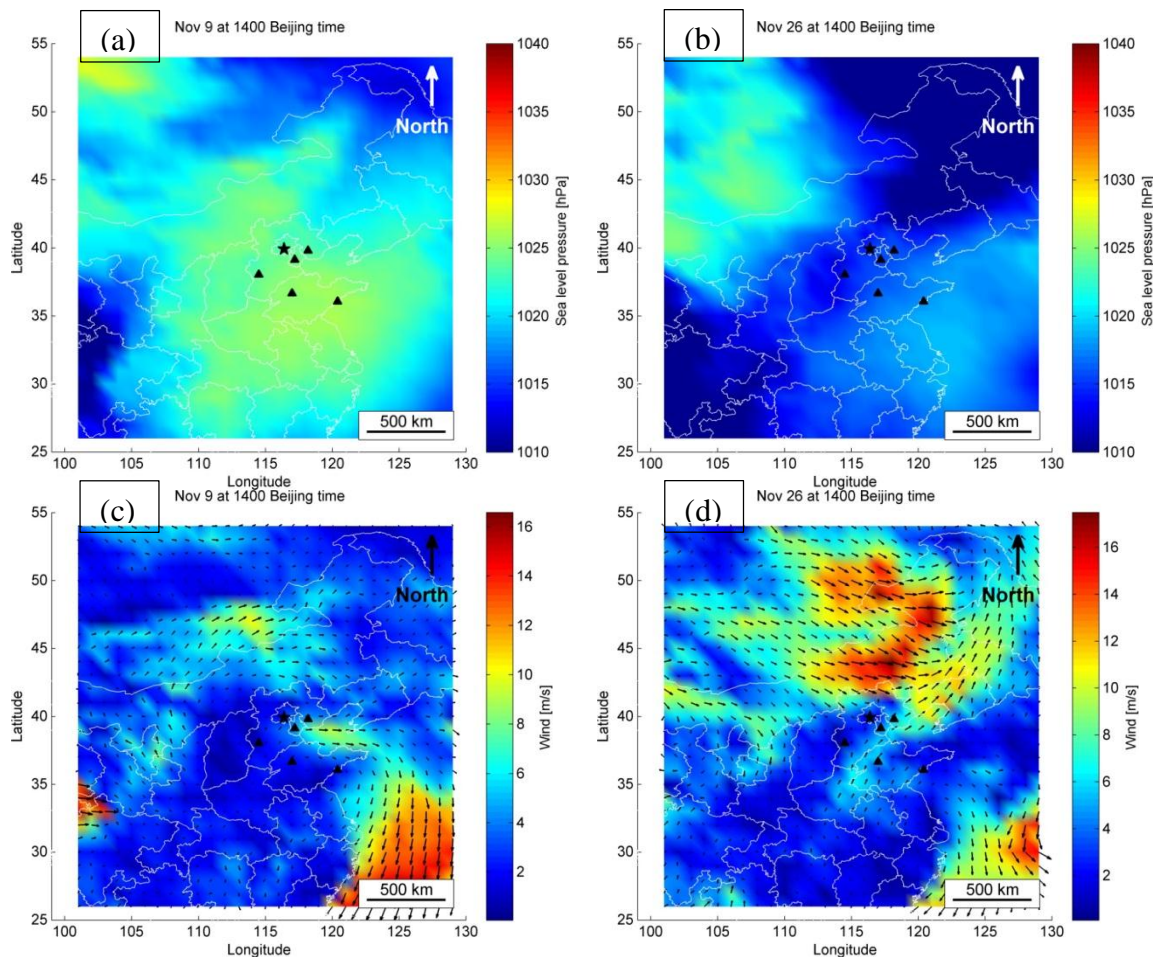 (a)
Nov 9 at 1400 Beijing time
55
50
45
40
35
30
25
Latitude
100 105 110 115 120 125 130
Longitude
North
500 km
1040
1035
1030
1025
1020
1015
1010
Sea level pressure [hPa]
(b)
Nov 26 at 1400 Beijing time
55
50
45
40
35
30
25
Latitude
100 105 110 115 120 125 130
Longitude
North
500 km
1040
1035
1030
1025
1020
1015
1010
Sea level pressure [hPa]
(c)
Nov 9 at 1400 Beijing time
55
50
45
40
35
30
25
Latitude
100 105 110 115 120 125 130
Longitude
North
500 km
16
14
12
10
8
6
4
2
Wind [m/s]
(d)
Nov 26 at 1400 Beijing time
55
50
45
40
35
30
25
Latitude
100 105 110 115 120 125 130
Longitude
North
500 km
16
14
12
10
8
6
4
2
Wind [m/s]